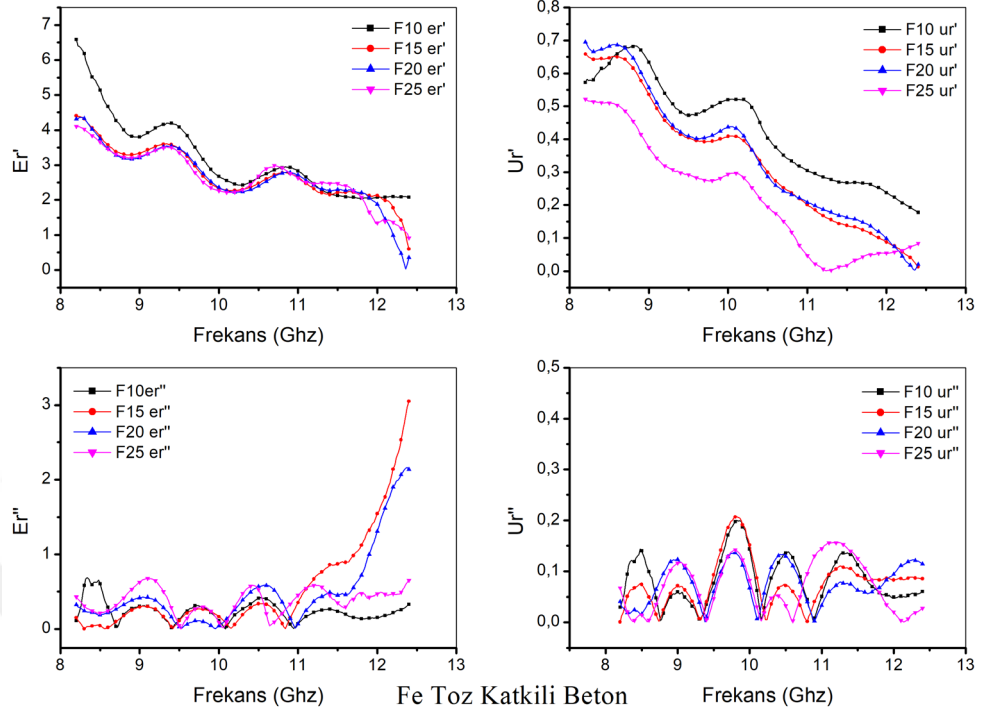 7
6
5
4
3
2
1
0
Er'
F10 er'
F15 er'
F20 er'
F25 er'
8 9 10 11 12 13
Frekans (Ghz)
0,8
0,7
0,6
0,5
0,4
0,3
0,2
0,1
0,0
Ur'
F10 ur'
F15 ur'
F20 ur'
F25 ur'
8 9 10 11 12 13
Frekans (Ghz)
3
2
1
0
Er''
F10er''
F15 er''
F20 er''
F25 er''
8 9 10 11 12 13
Frekans (Ghz)
0,5
0,4
0,3
0,2
0,1
0,0
Ur''
F10 ur''
F15 ur''
F20 ur''
F25 ur''
8 9 10 11 12 13
Frekans (Ghz)
Fe Toz Katkili Beton